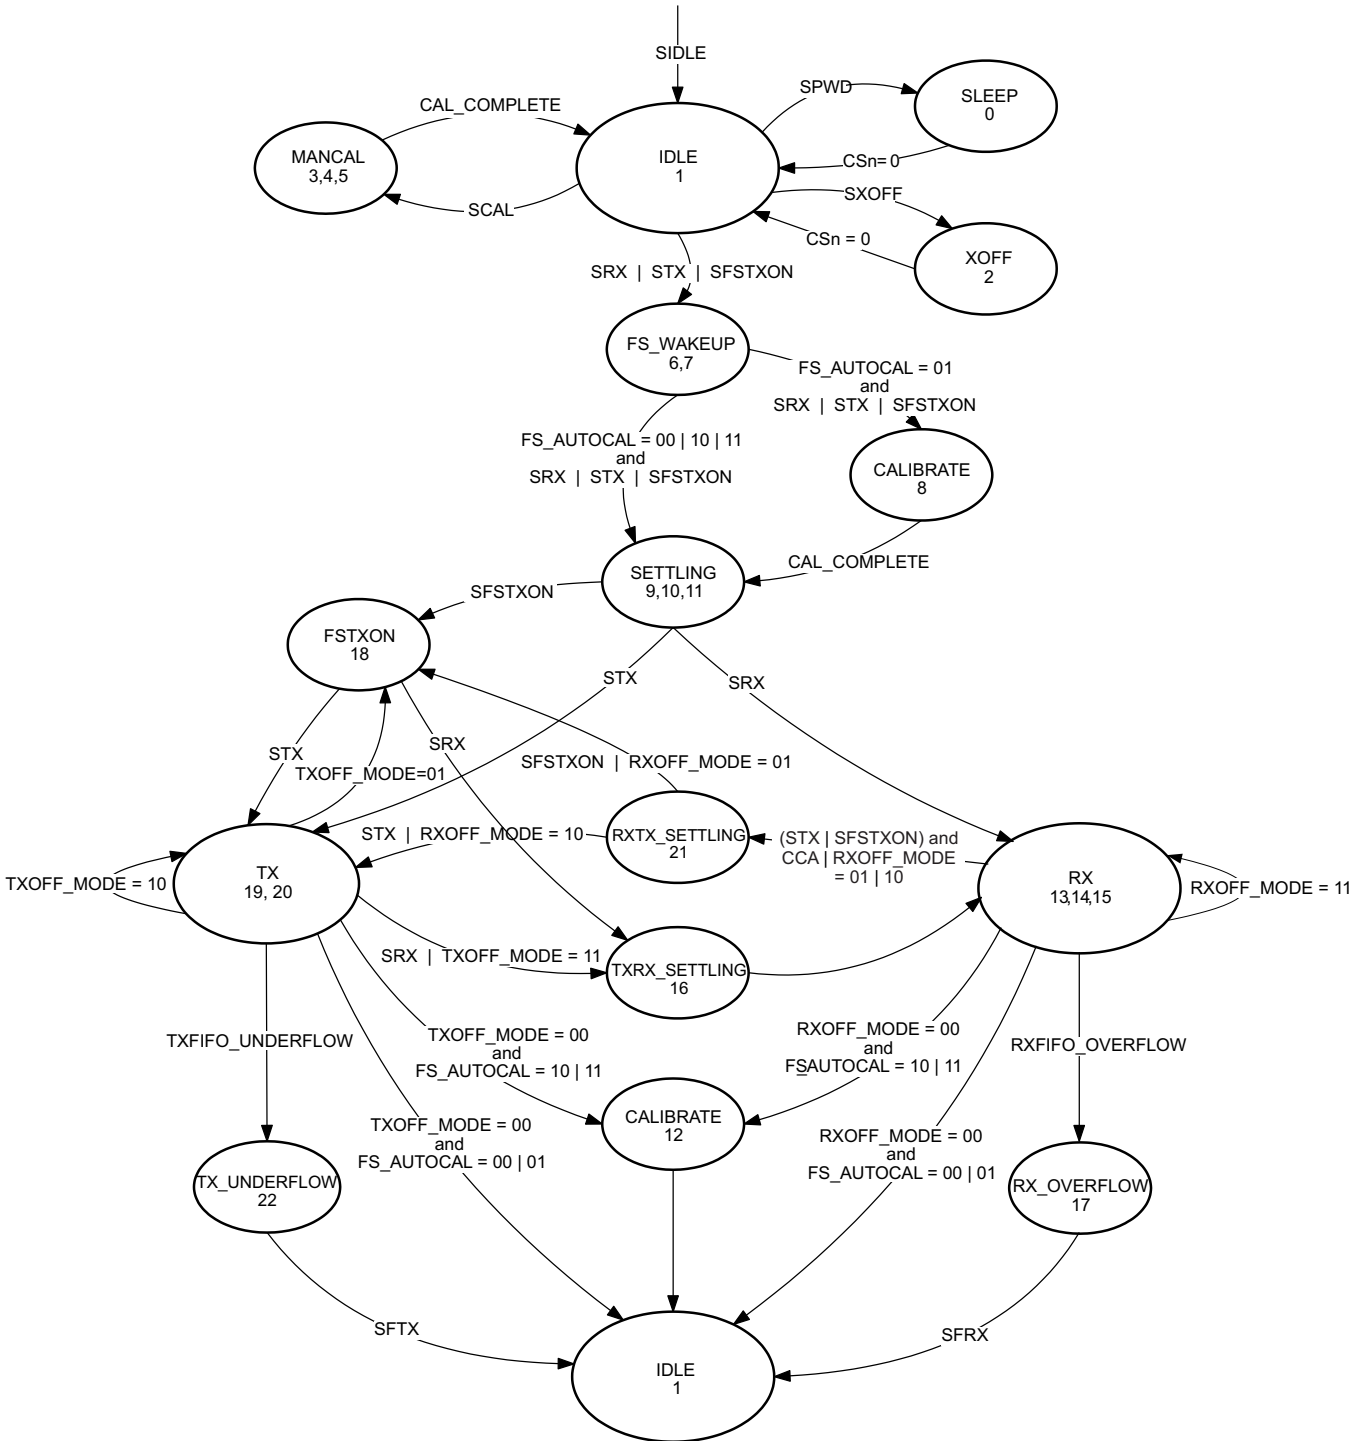 SIDLE
SPWD
SLEEP
0
CAL_COMPLETE
MANCAL
3,4,5
IDLE
1
CSn= 0
SXOFF
SCAL
CSn = 0
XOFF
2
SRX | STX | SFSTXON
FS_WAKEUP
6,7
FS_AUTOCAL = 01
and
SRX | STX | SFSTXON
FS_AUTOCAL = 00 | 10 | 11
and
SRX | STX | SFSTXON
CALIBRATE
8
CAL_COMPLETE
SETTLING
9,10,11
SFSTXON
FSTXON
18
STX
SRX
STX
SRX
TXOFF_MODE=01
SFSTXON | RXOFF_MODE = 01
STX | RXOFF_MODE = 10
RXTX_SETTLING
21
(STX | SFSTXON) and
CCA | RXOFF_MODE
= 01 | 10
TXOFF_MODE = 10
TX
19, 20
RX
13,14,15
RXOFF_MODE = 11
SRX | TXOFF_MODE = 11
TXRX_SETTLING
16
TXFIFO_UNDERFLOW
TXOFF_MODE = 00
and
FS_AUTOCAL = 10 | 11
RXOFF_MODE = 00
and
FS_AUTOCAL = 10 | 11
RXFIFO_OVERFLOW
CALIBRATE
12
TXOFF_MODE = 00
and
FS_AUTOCAL = 00 | 01
RXOFF_MODE = 00
and
FS_AUTOCAL = 00 | 01
TX_UNDERFLOW
22
RX_OVERFLOW
17
SFTX
SFRX
IDLE
1